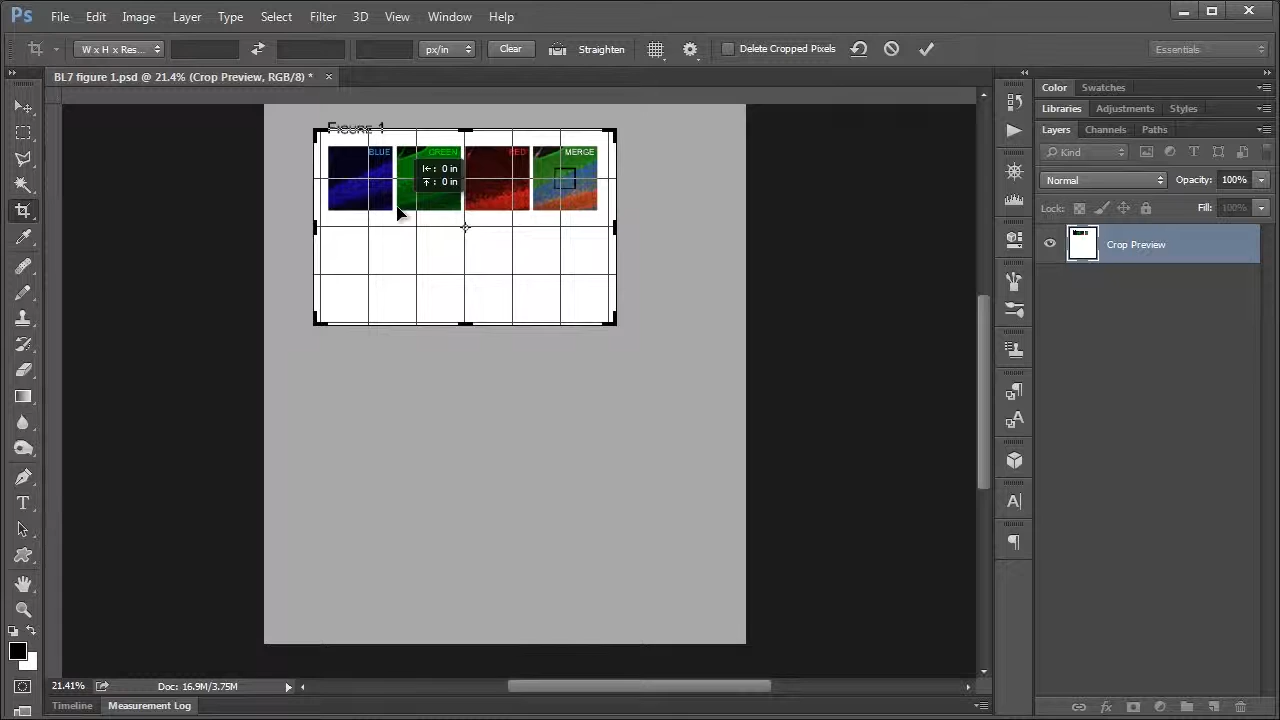 Ps File Edit Image Layer Type Select Filter 3D View Window Help
W x H x Res... px/in Clear Straighten Delete Cropped Pixels Essentials
BL7 figure 1.psd @ 21.4% (Crop Preview, RGB/8) * ×
Color Swatches
Libraries Adjustments Styles
Layers Channels Paths
Kind
Normal Opacity: 100%
Lock: Fill: 100%
Crop Preview
Figure 1
BLUE GREEN RED MERGE
0 in
0 in
T
A|
21.41% Doc: 16.9M/3.75M
Timeline Measurement Log